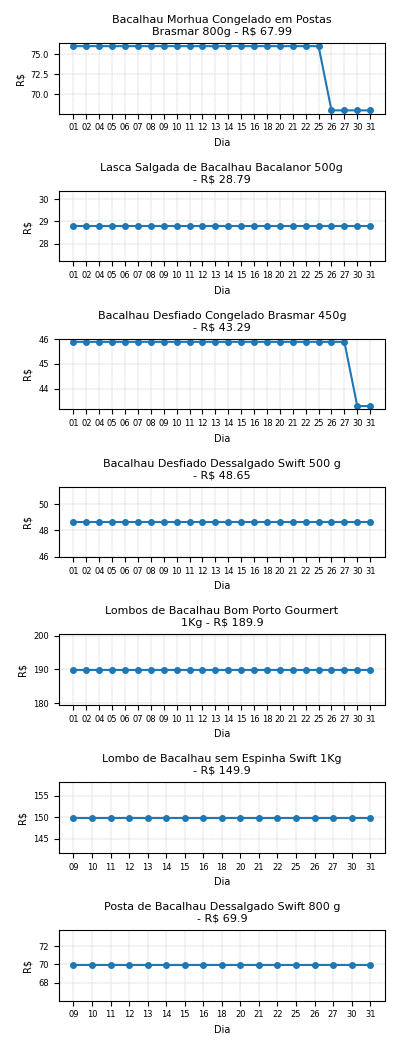 Bacalhau Morhua Congelado em Postas
Brasmar 800g - R$ 67.99
75.0
72.5
70.0
R$
01 02 04 05 06 07 08 09 10 11 12 13 14 15 16 18 20 21 22 25 26 27 30 31
Dia
Lasca Salgada de Bacalhau Bacalanor 500g
- R$ 28.79
30
29
28
R$
01 02 04 05 06 07 08 09 10 11 12 13 14 15 16 18 20 21 22 25 26 27 30 31
Dia
Bacalhau Desfiado Congelado Brasmar 450g
- R$ 43.29
46
45
44
R$
01 02 04 05 06 07 08 09 10 11 12 13 14 15 16 18 20 21 22 25 26 27 30 31
Dia
Bacalhau Desfiado Dessalgado Swift 500 g
- R$ 48.65
50
48
46
R$
01 02 04 05 06 07 08 09 10 11 12 13 14 15 16 18 20 21 22 25 26 27 30 31
Dia
Lombos de Bacalhau Bom Porto Gourmert
1Kg - R$ 189.9
200
190
180
R$
01 02 04 05 06 07 08 09 10 11 12 13 14 15 16 18 20 21 22 25 26 27 30 31
Dia
Lombo de Bacalhau sem Espinha Swift 1Kg
- R$ 149.9
155
150
145
R$
09 10 11 12 13 14 15 16 18 20 21 22 25 26 27 30 31
Dia
Posta de Bacalhau Dessalgado Swift 800 g
- R$ 69.9
72
70
68
R$
09 10 11 12 13 14 15 16 18 20 21 22 25 26 27 30 31
Dia